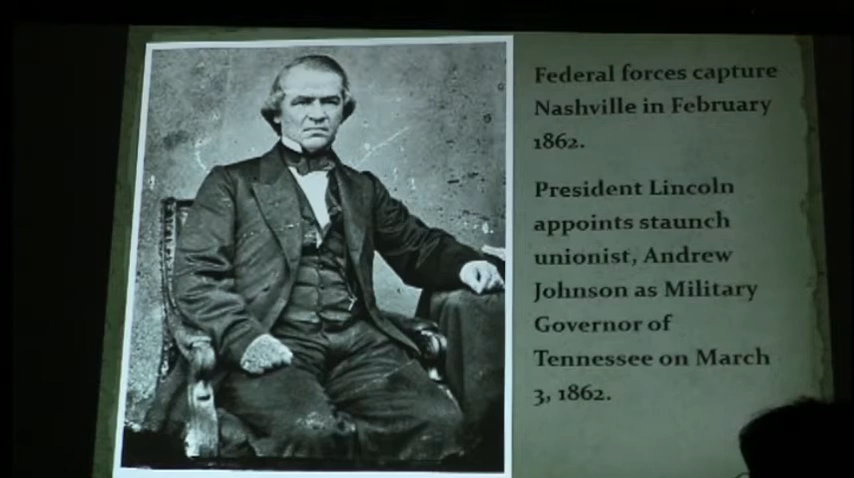 Federal forces capture
Nashville in February
1862.
President Lincoln
appoints staunch
unionist, Andrew
Johnson as Military
Governor of
Tennessee on March
3, 1862.